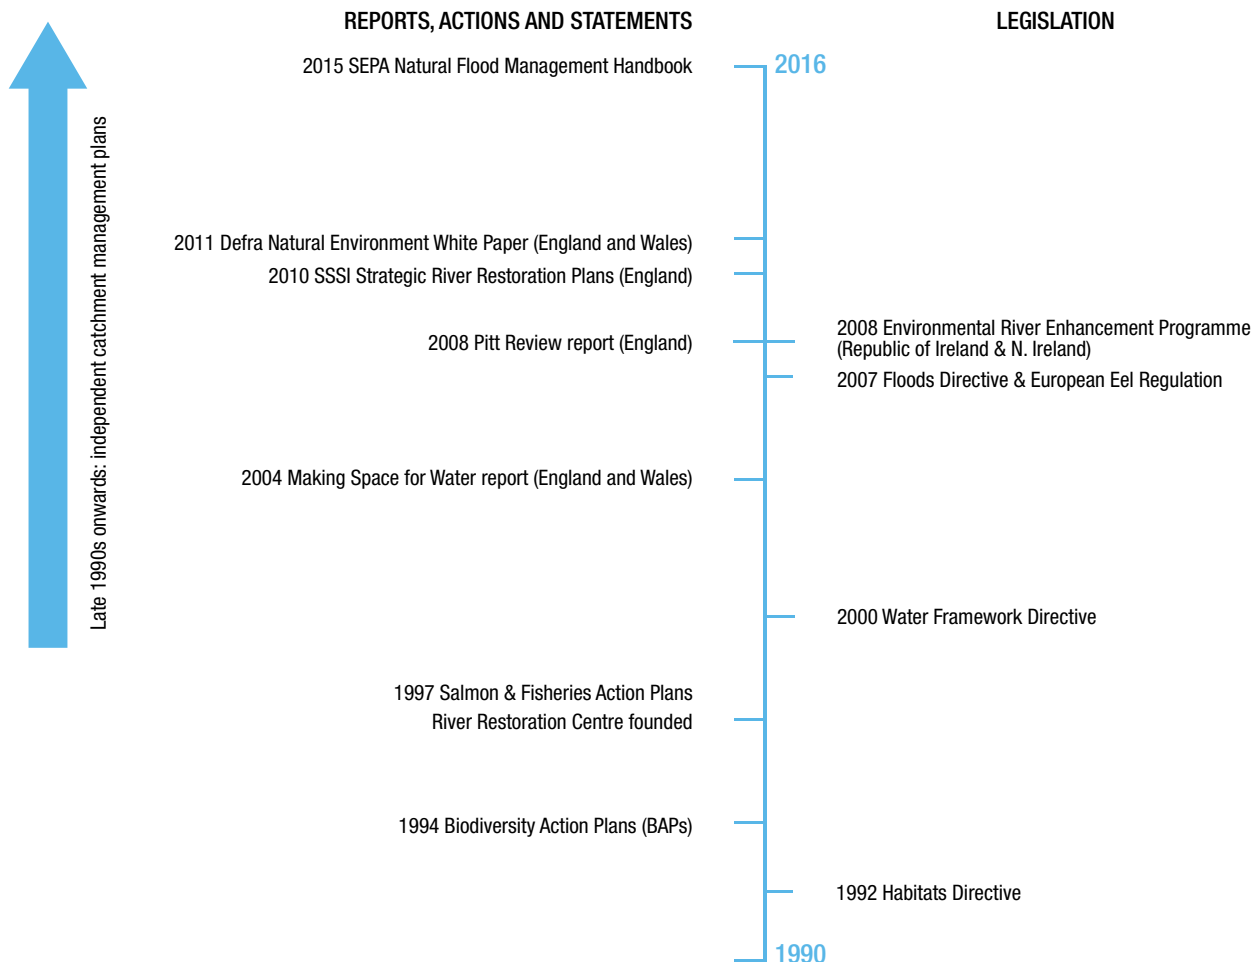 REPORTS, ACTIONS AND STATEMENTS
LEGISLATION
2015 SEPA Natural Flood Management Handbook
2016
Late 1990s onwards: independent catchment management plans
2011 Defra Natural Environment White Paper (England and Wales)
2010 SSSI Strategic River Restoration Plans (England)
2008 Pitt Review report (England)
2008 Environmental River Enhancement Programme
(Republic of Ireland & N. Ireland)
2007 Floods Directive & European Eel Regulation
2004 Making Space for Water report (England and Wales)
2000 Water Framework Directive
1997 Salmon & Fisheries Action Plans
River Restoration Centre founded
1994 Biodiversity Action Plans (BAPs)
1992 Habitats Directive
1990